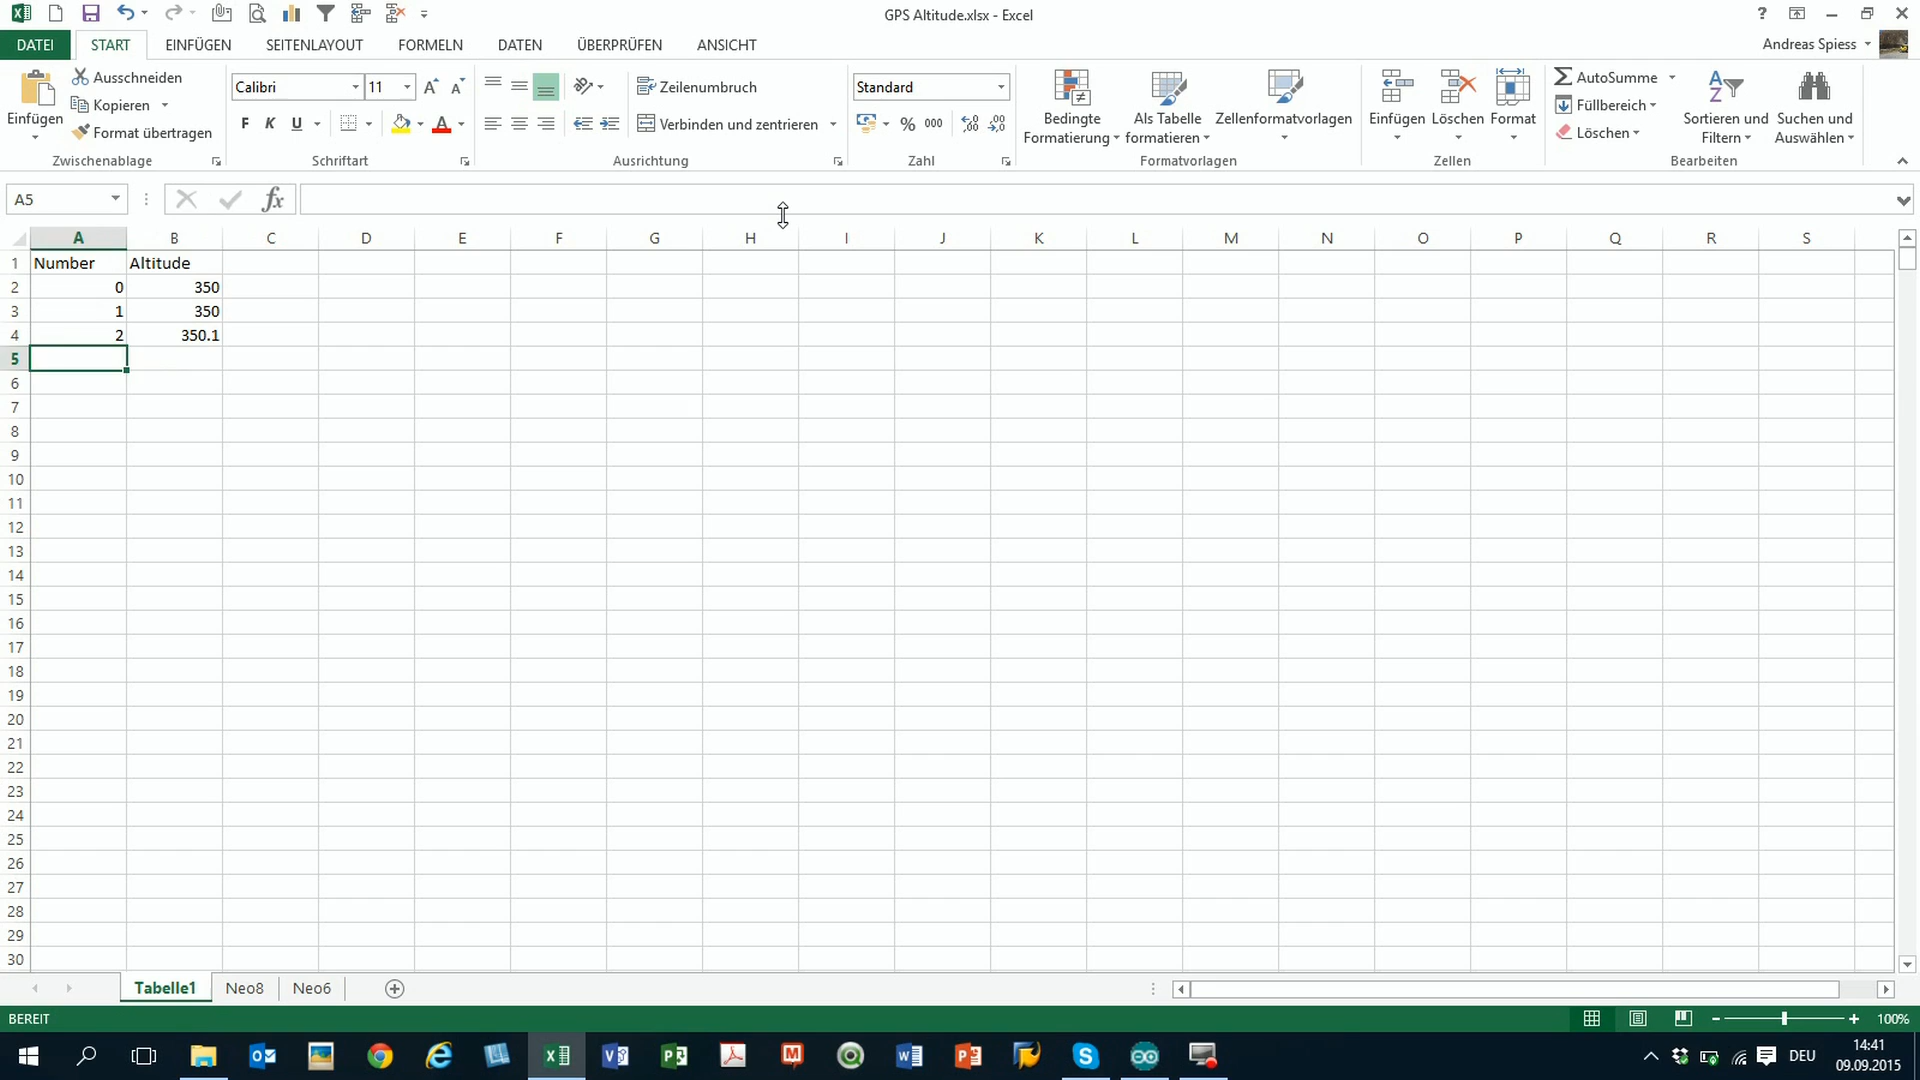 GPS Altitude.xlsx - Excel
?
DATEI START EINFÜGEN SEITENLAYOUT FORMELN DATEN ÜBERPRÜFEN ANSICHT Andreas Spiess
Einfügen
Ausschneiden
Kopieren
Format übertragen
Zwischenablage
Calibri 11
F K U
Schriftart
Zeilenumbruch
Verbinden und zentrieren
Ausrichtung
Standard
% 000
Zahl
Bedingte Formatierung
Als Tabelle formatieren
Zellenformatvorlagen
Formatvorlagen
Einfügen Löschen Format
Zellen
AutoSumme
Füllbereich
Löschen
Sortieren und Filtern
Suchen und Auswählen
Bearbeiten
A5 fx
A B C D E F G H I J K L M N O P Q R S
1 Number Altitude
2 0 350
3 1 350
4 2 350.1
5
6
7
8
9
10
11
12
13
14
15
16
17
18
19
20
21
22
23
24
25
26
27
28
29
30
Tabelle1 Neo8 Neo6
BEREIT 100%
DEU
14:41
09.09.2015